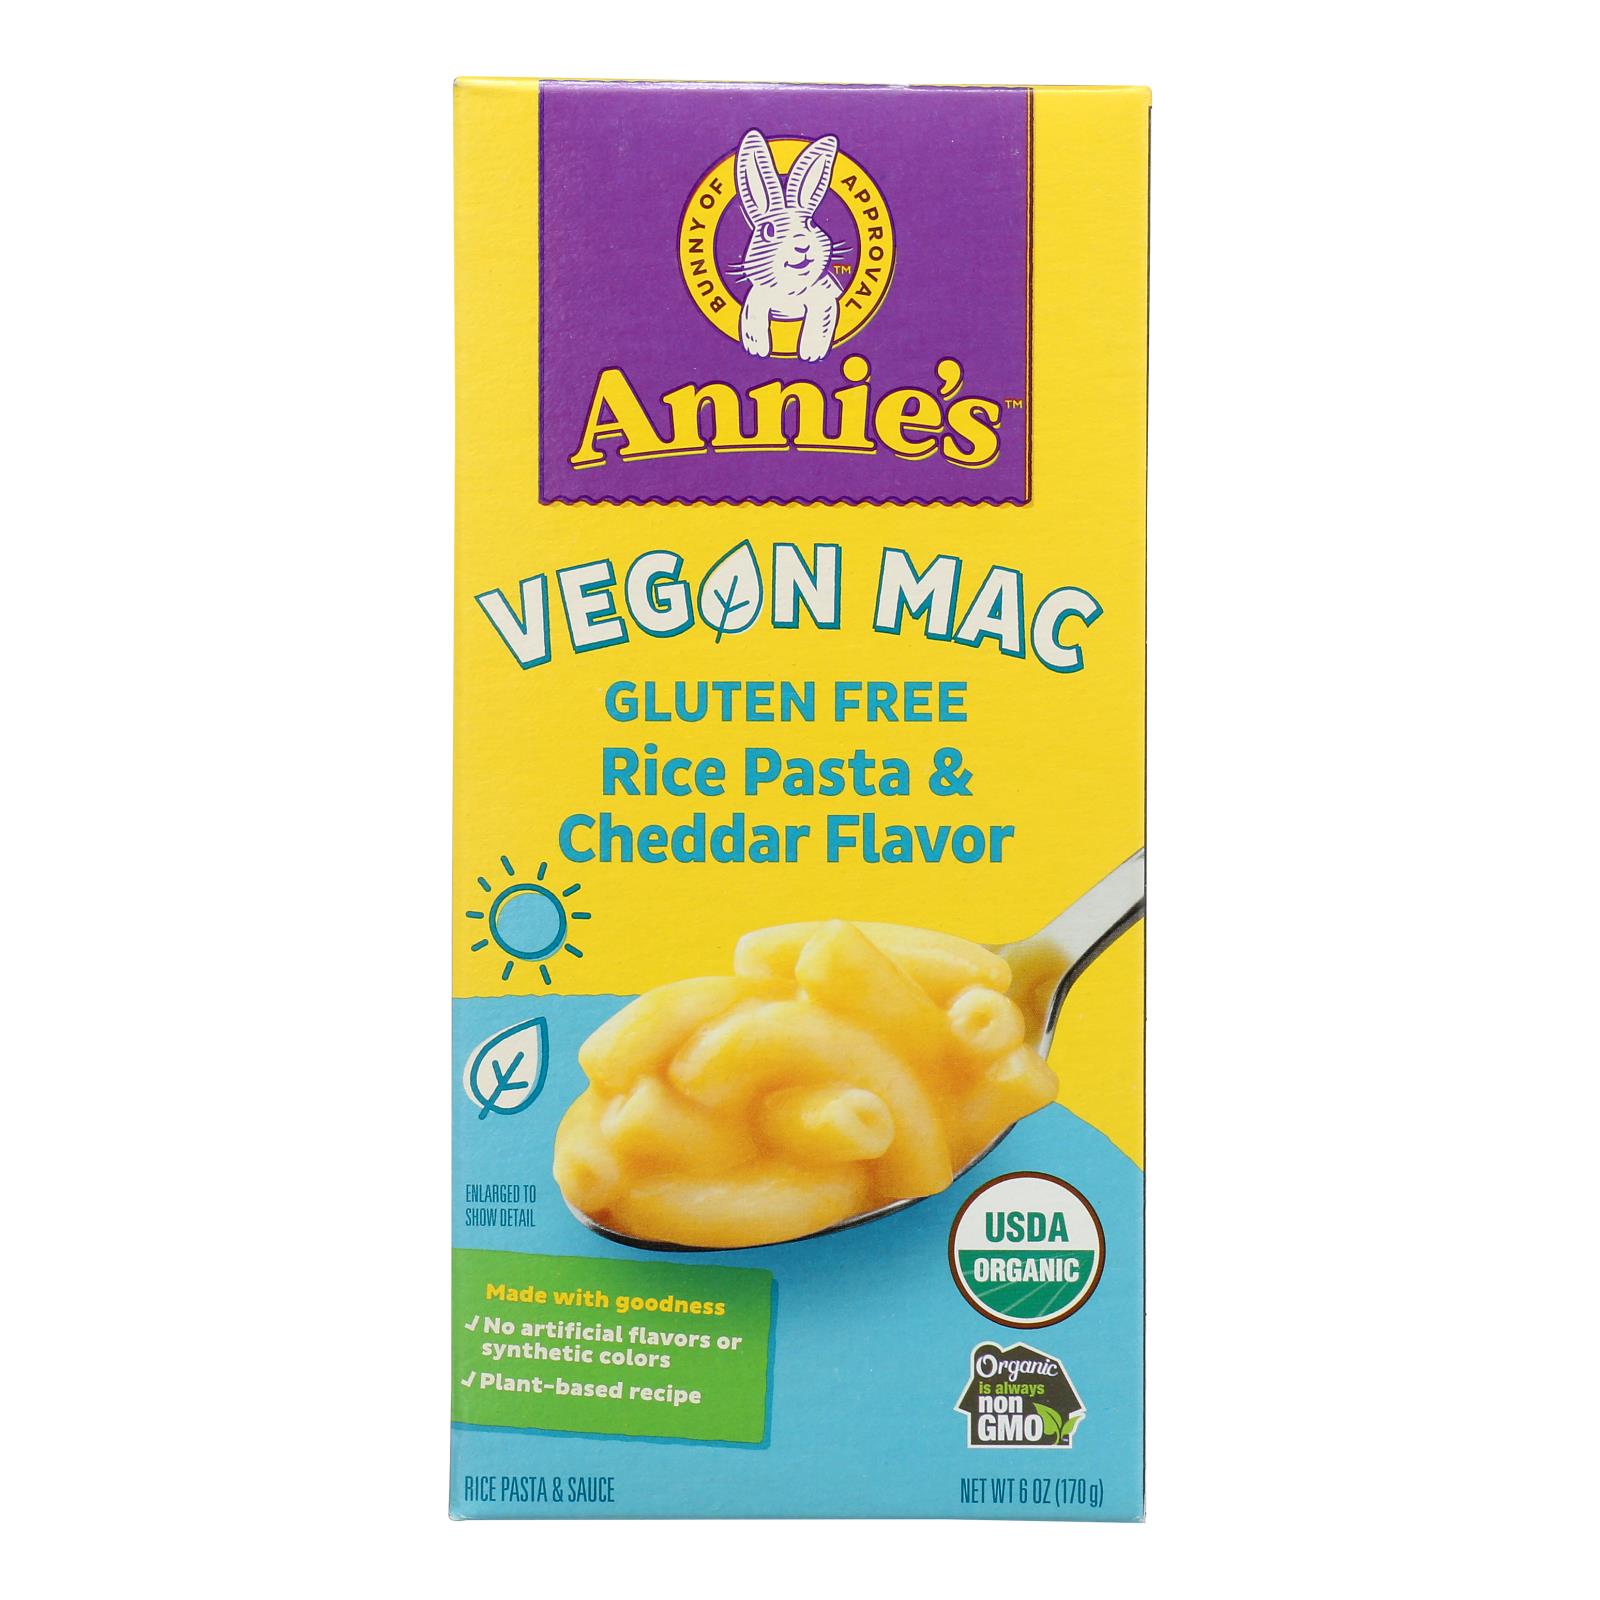 BUNNY OF APPROVAL
TM
Annie's™
VEGAN MAC
GLUTEN FREE
Rice Pasta &
Cheddar Flavor
ENLARGED TO
SHOW DETAIL
USDA
ORGANIC
Made with goodness
✓No artificial flavors or
synthetic colors
✓Plant-based recipe
Organic
is always
non
GMO
RICE PASTA & SAUCE
NET WT 6 OZ (170 g)